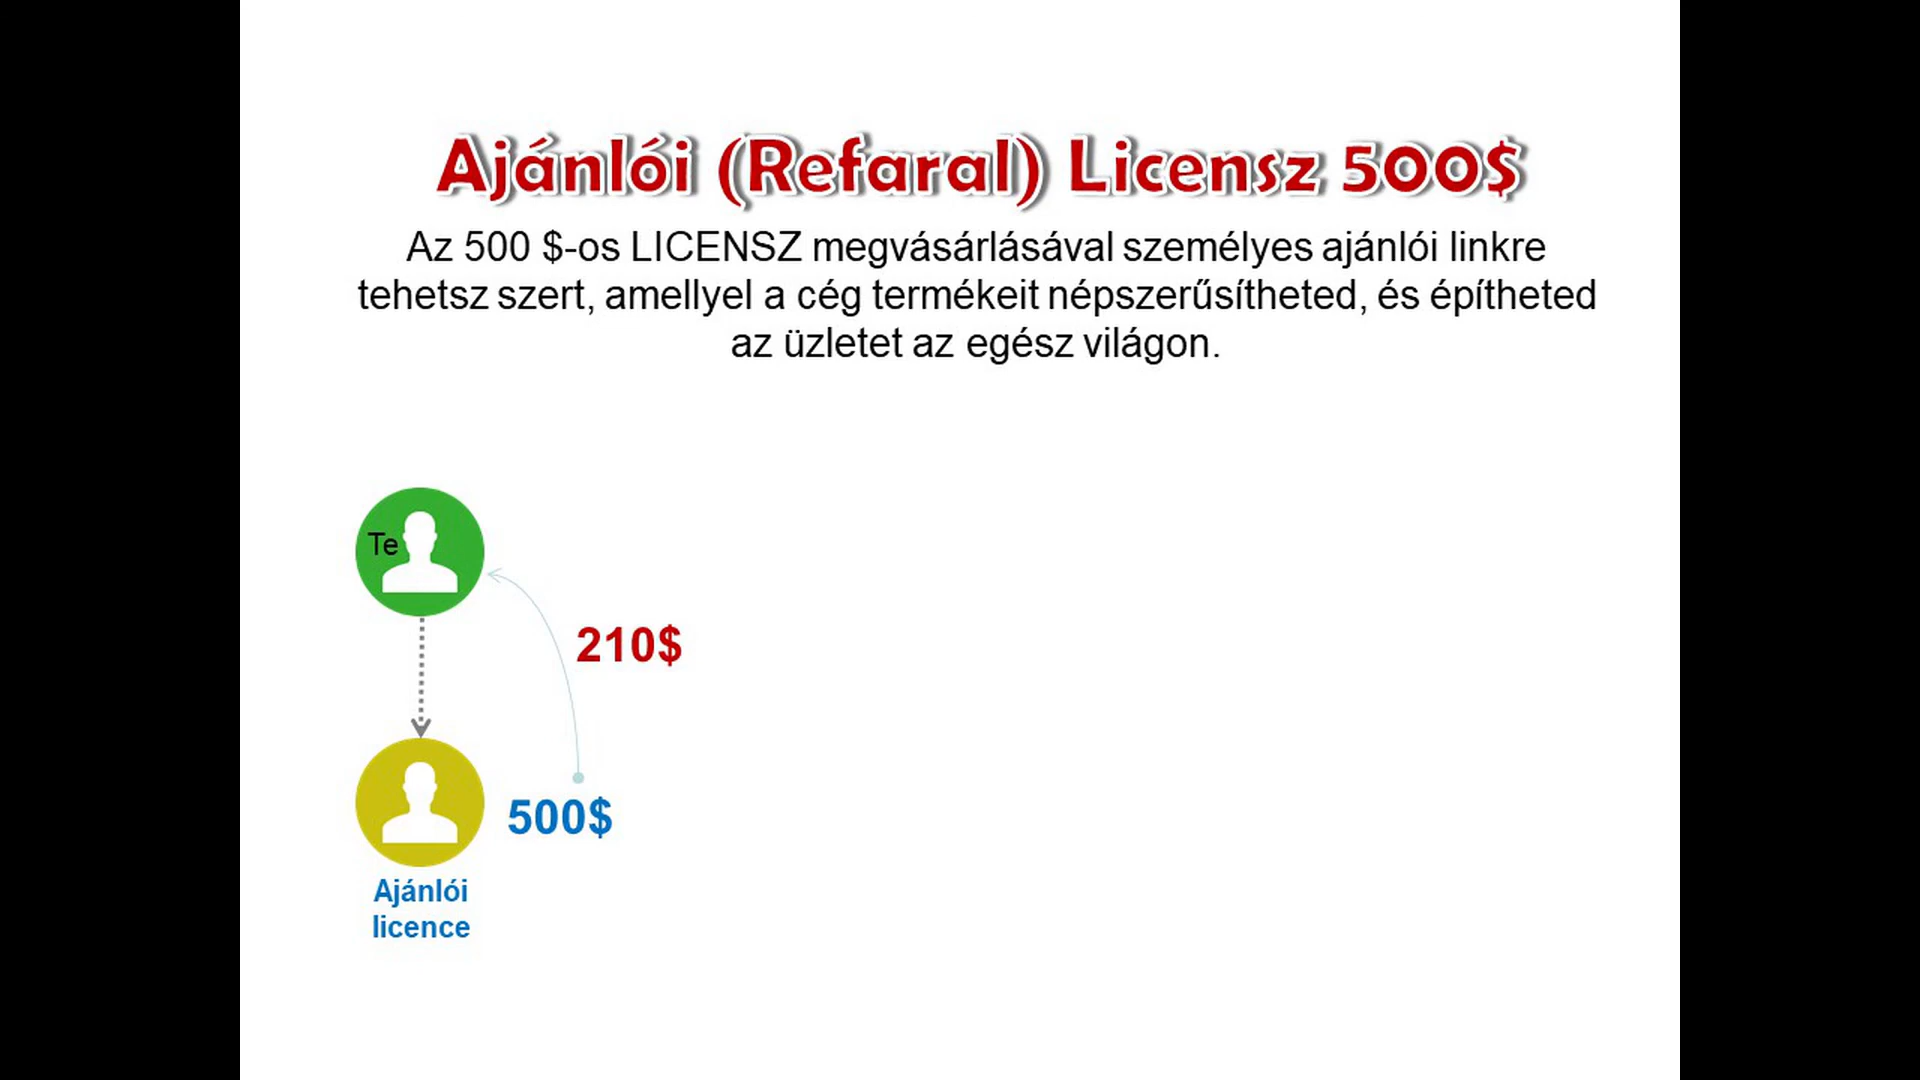 Ajánlói (Refaral) Licensz 500$
Az 500 $-os LICENSZ megvásárlásával személyes ajánlói linkre
tehetsz szert, amellyel a cég termékeit népszerűsítheted, és építheted
az üzletet az egész világon.
Te
210$
500$
Ajánlói
licence